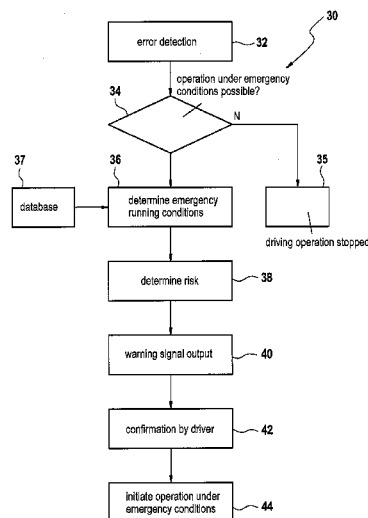 30
error detection
32
operation under emergency
conditions possible?
34
N
37
36
35
database
determine emergency
running conditions
driving operation stopped
determine risk
38
warning signal output
40
confirmation by driver
42
initiate operation under
emergency conditions
44